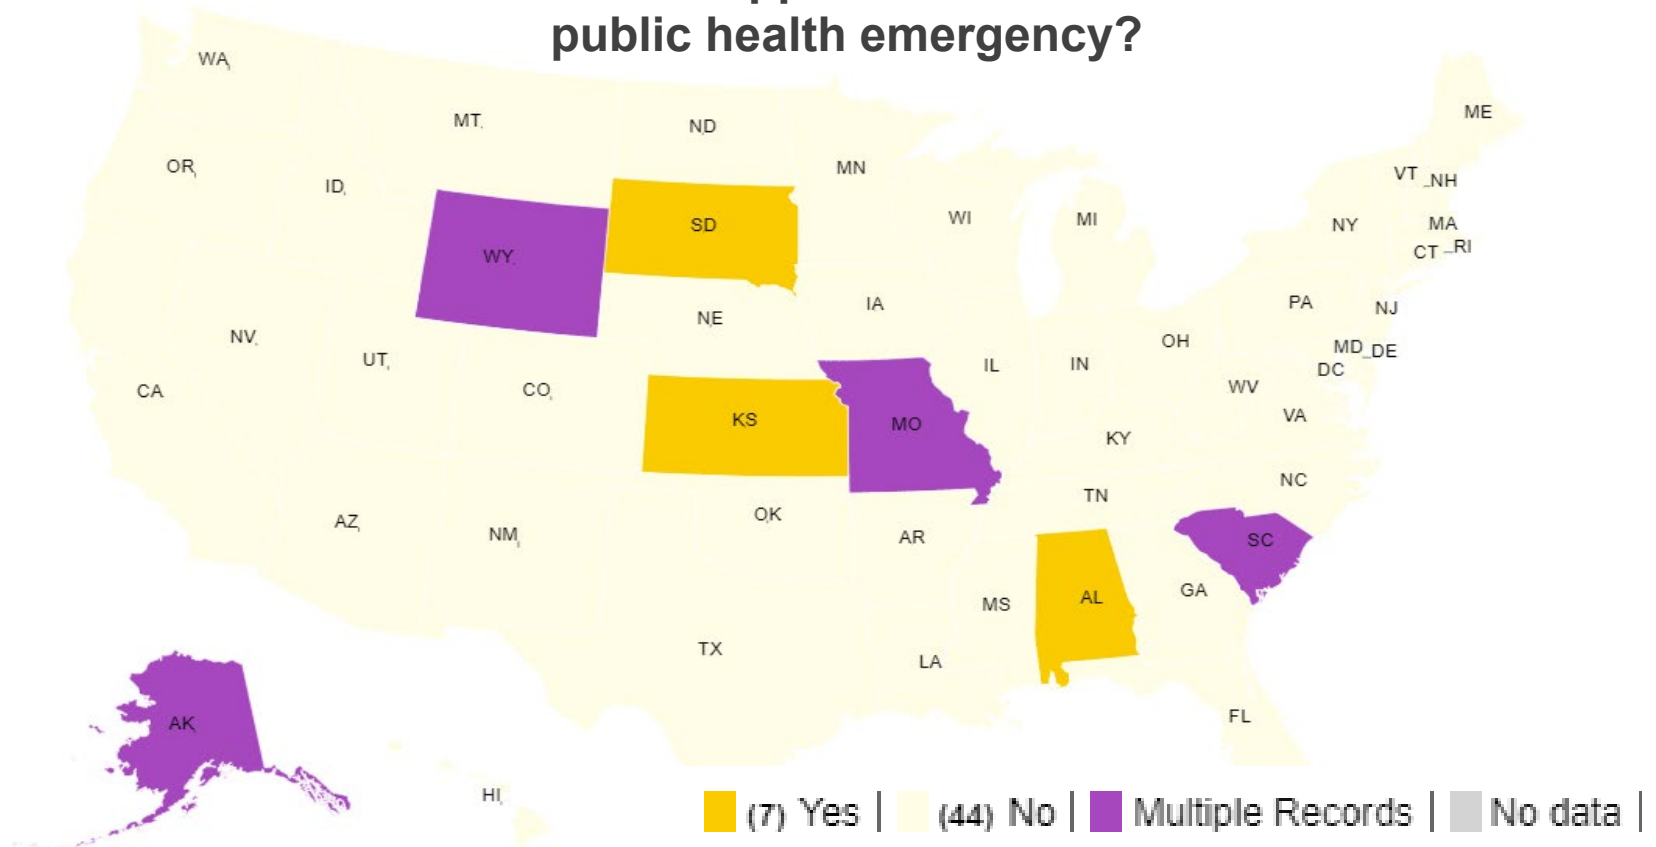 public health emergency?
WA
MT
ND
ME
OR
ID
MN
VT
NH
SD
WI
MI
NY
MA
WY
CT
RI
IA
NE
PA
NJ
NV
UT
OH
MD
DE
IL
IN
DC
CA
CO
WV
KS
MO
VA
KY
NC
TN
AZ
NM
OK
AR
SC
MS
AL
GA
TX
LA
AK
FL
HI
(7) Yes | (44) No | Multiple Records | No data |